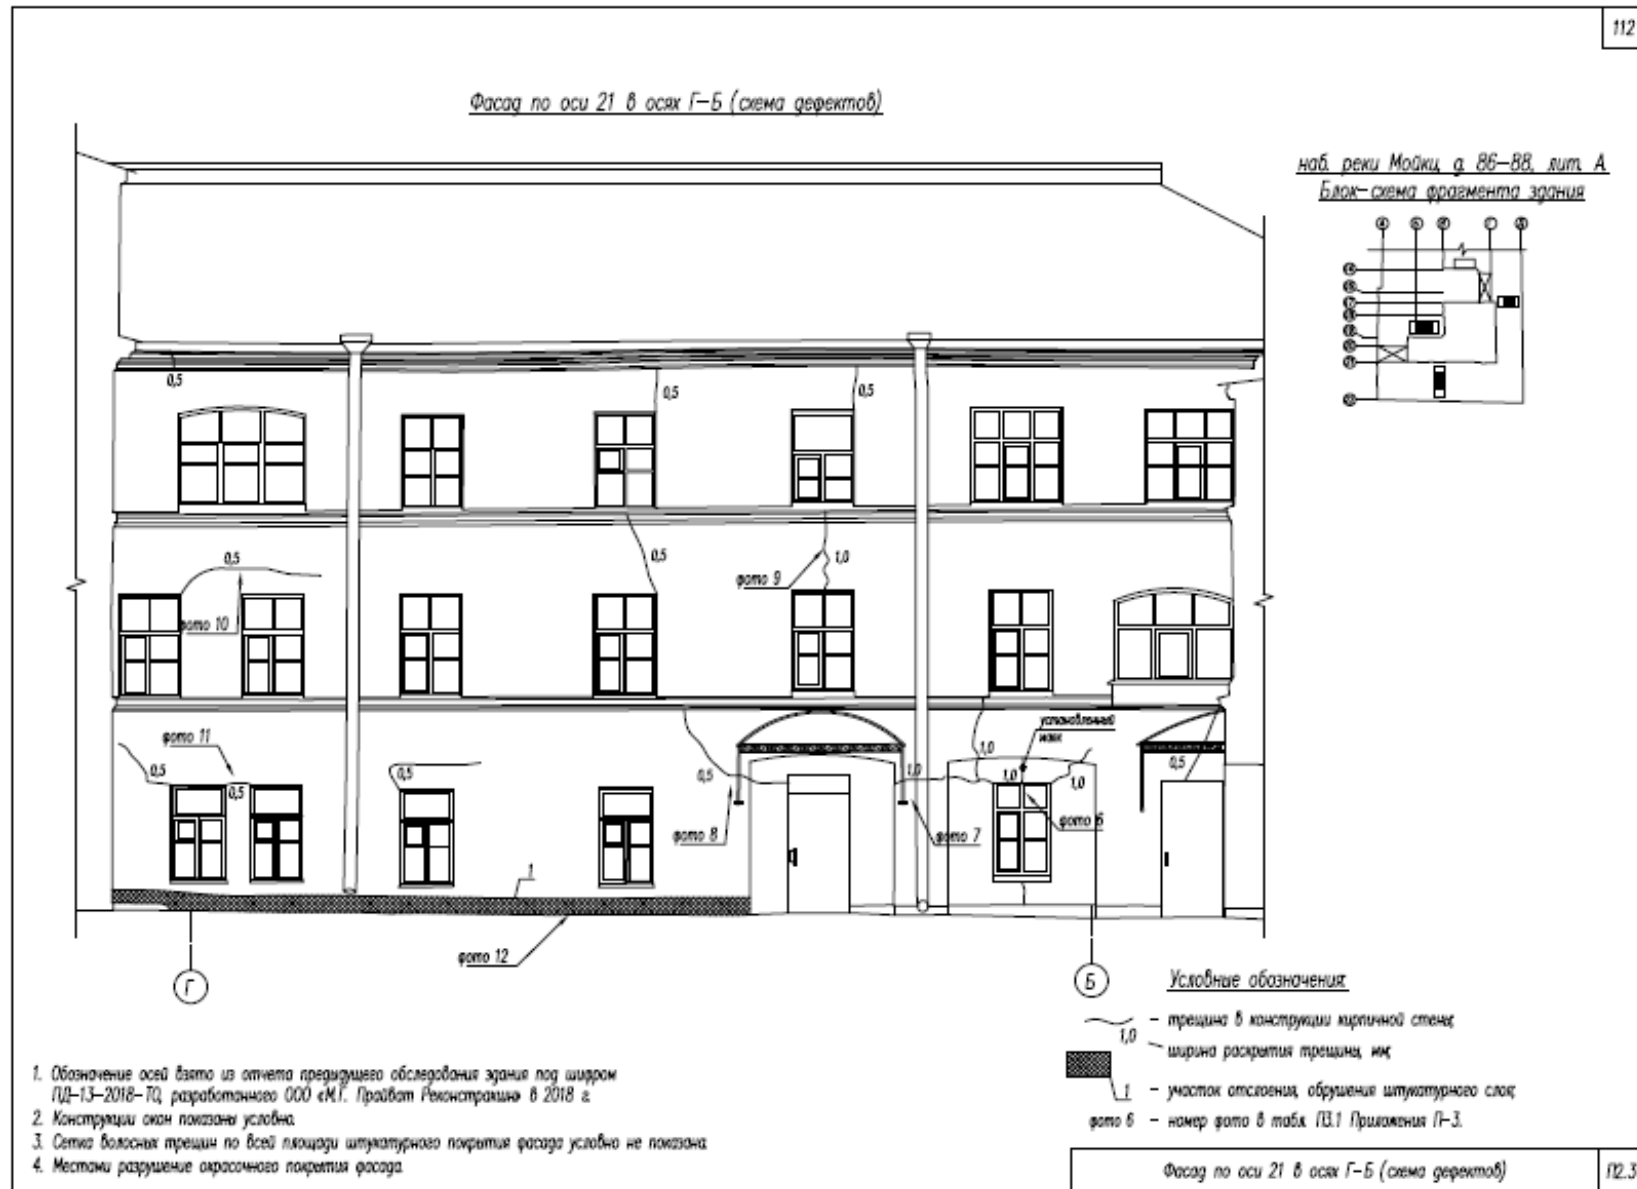 112
Фасад по оси 21 в осях Г-Б (схема дефектов)
наб. реки Мойки, д. 86-88, лит. А
Блок-схема фрагмента здания
0,5
0,5
0,5
0,5
0,5
1,0
фото 9
фото 10
фото 11
0,5
0,5
0,5
0,5
фото 8
1,0
1,0
установленный
маяк
1,0
1,0
0,5
фото 6
фото 7
1
фото 12
Г
Б
Условные обозначения:
- трещина в конструкции кирпичной стены;
1,0
ширина раскрытия трещины, мм;
1
- участок отслоения, обрушения штукатурного слоя;
фото 6 - номер фото в табл. П3.1 Приложения П-3.
1. Обозначение осей взято из отчета предыдущего обследования здания под шифром
ПД-13-2018-ТО, разработанного ООО «М.Г. Прайват Реконстракшн» в 2018 г.
2. Конструкции окон показаны условно.
3. Сетка волосных трещин по всей площади штукатурного покрытия фасада условно не показана.
4. Местами разрушение окрасочного покрытия фасада.
Фасад по оси 21 в осях Г-Б (схема дефектов)
П2.3